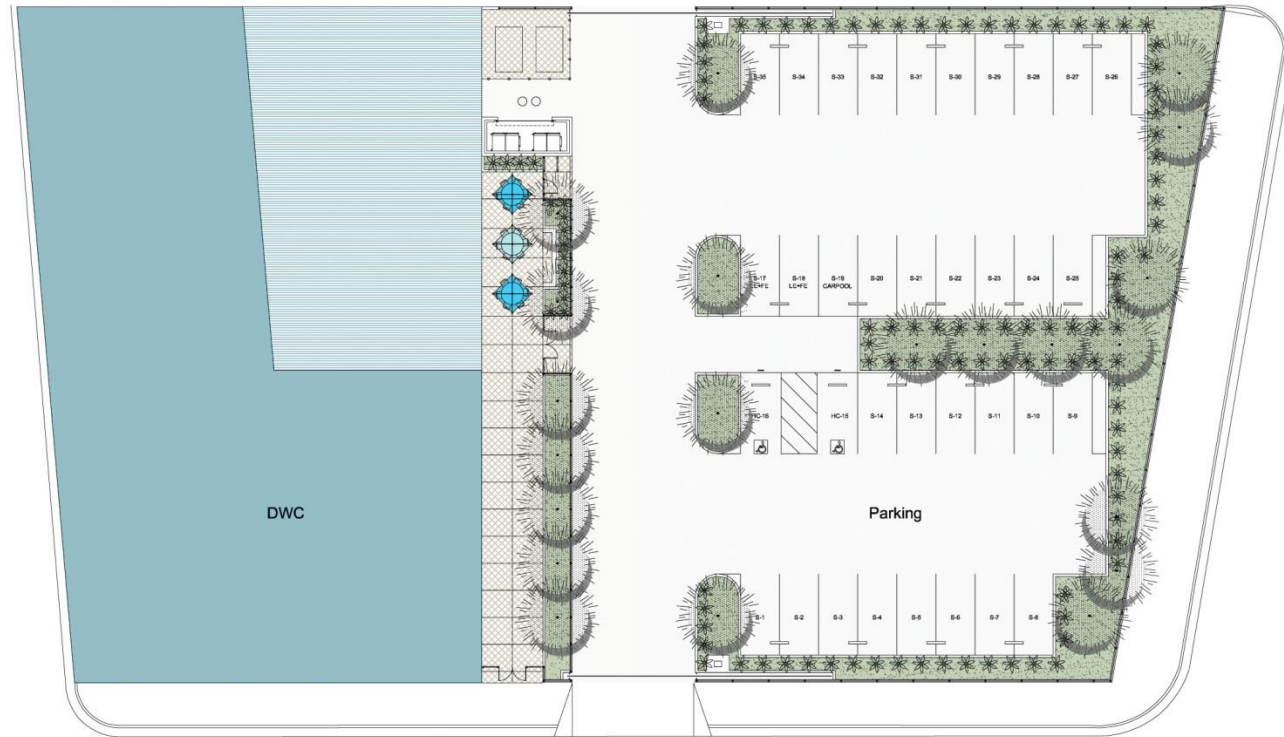 S-35 S-34 S-33 S-32 S-31 S-30 S-29 S-28 S-27 S-26
S-17 S-18 S-19 S-20 S-21 S-22 S-23 S-24 S-25
LE+FE LE+FE CARPOOL
HC-16 HC-15 S-14 S-13 S-12 S-11 S-10 S-9
DWC Parking
S-1 S-2 S-3 S-4 S-5 S-6 S-7 S-8